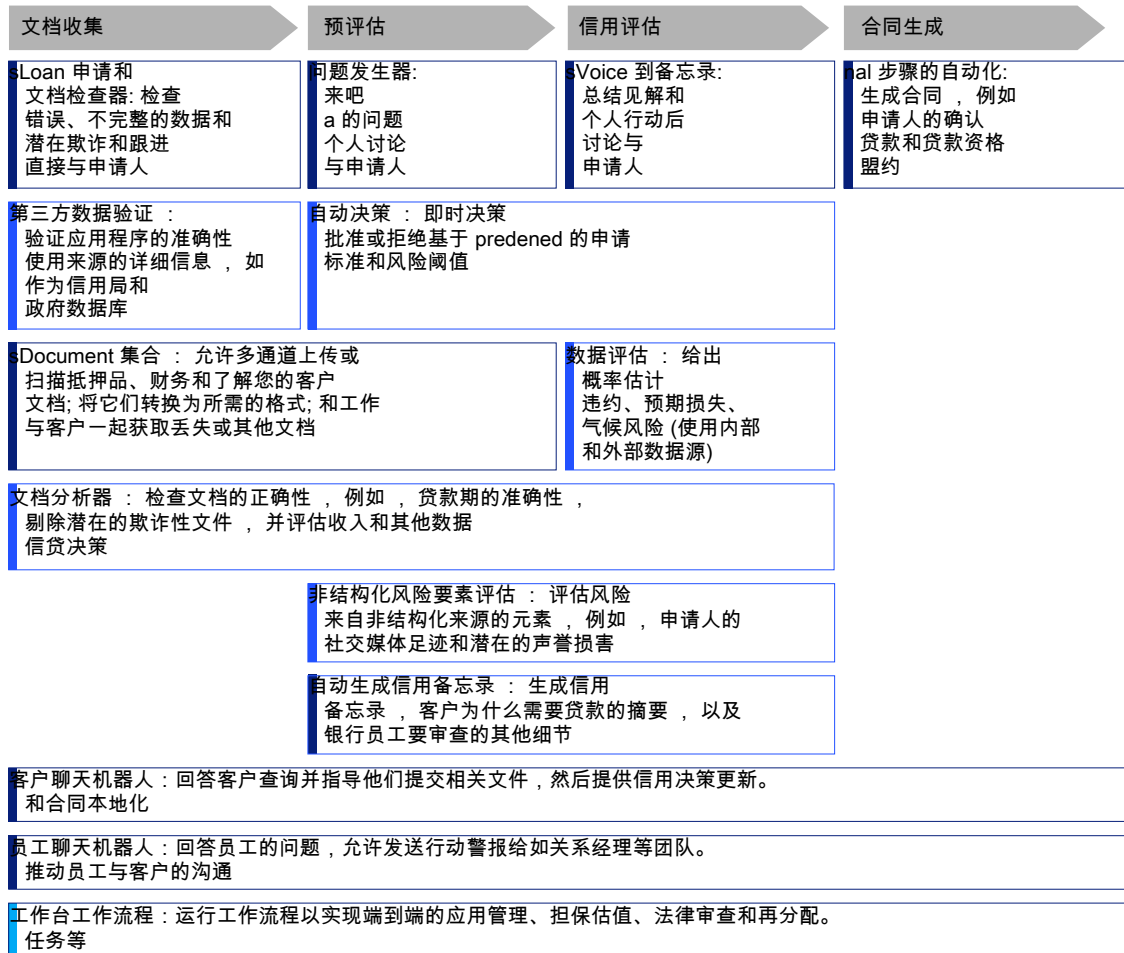 文档收集
预评估
信用评估
合同生成
sLoan 申请和
文档检查器: 检查
错误、不完整的数据和
潜在欺诈和跟进
直接与申请人
问题发生器:
来吧
a 的问题
个人讨论
与申请人
sVoice 到备忘录:
总结见解和
个人行动后
讨论与
申请人
nal 步骤的自动化:
生成合同 ，例如
申请人的确认
贷款和贷款资格
盟约
第三方数据验证 ：
验证应用程序的准确性
使用来源的详细信息 ，如
作为信用局和
政府数据库
自动决策 ：即时决策
批准或拒绝基于 predened 的申请
标准和风险阈值
sDocument 集合 ：允许多通道上传或
扫描抵押品、财务和了解您的客户
文档; 将它们转换为所需的格式; 和工作
与客户一起获取丢失或其他文档
数据评估 ：给出
概率估计
违约、预期损失、
气候风险 (使用内部
和外部数据源)
文档分析器 ：检查文档的正确性 ，例如 ，贷款期的准确性 ，
剔除潜在的欺诈性文件 ，并评估收入和其他数据
信贷决策
非结构化风险要素评估 ：评估风险
来自非结构化来源的元素 ，例如 ，申请人的
社交媒体足迹和潜在的声誉损害
自动生成信用备忘录 ：生成信用
备忘录 ，客户为什么需要贷款的摘要 ，以及
银行员工要审查的其他细节
客户聊天机器人：回答客户查询并指导他们提交相关文件，然后提供信用决策更新。
和合同本地化
员工聊天机器人：回答员工的问题，允许发送行动警报给如关系经理等团队。
推动员工与客户的沟通
工作台工作流程：运行工作流程以实现端到端的应用管理、担保估值、法律审查和再分配。
任务等